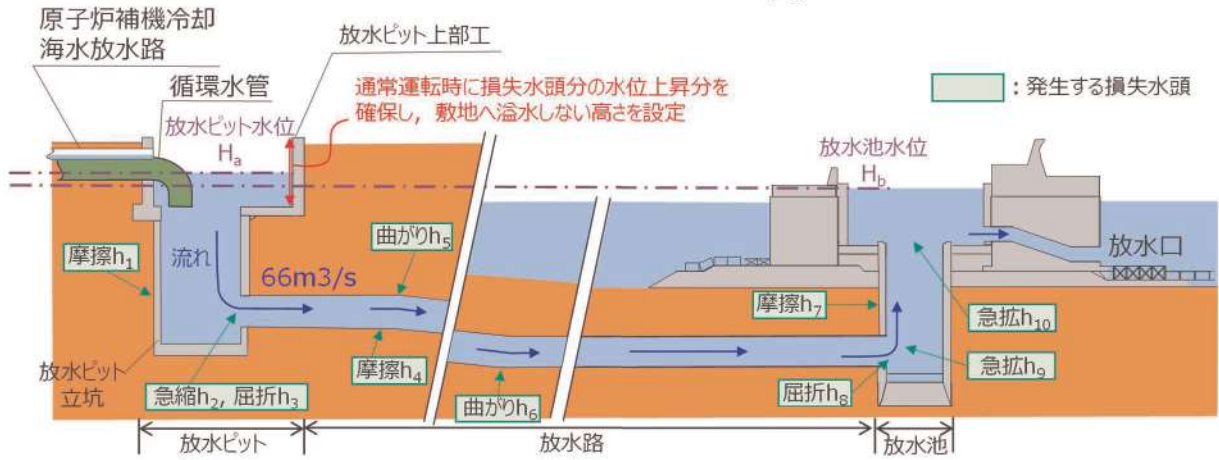 原子炉補機冷却
海水放水路
循環水管
放水ピット水位
Hₐ
放水ピット上部工
通常運転時に損失水頭分の水位上昇分を
確保し，敷地へ溢水しない高さを設定
：発生する損失水頭
放水池水位
H_b
摩擦h₁
流れ
66m3/s
曲がりh₅
放水口
摩擦h₇
急拡h₁₀
放水ピット
立坑
急縮h₂, 屈折h₃
摩擦h₄
曲がりh₆
屈折h₈
急拡h₉
放水ピット
放水路
放水池